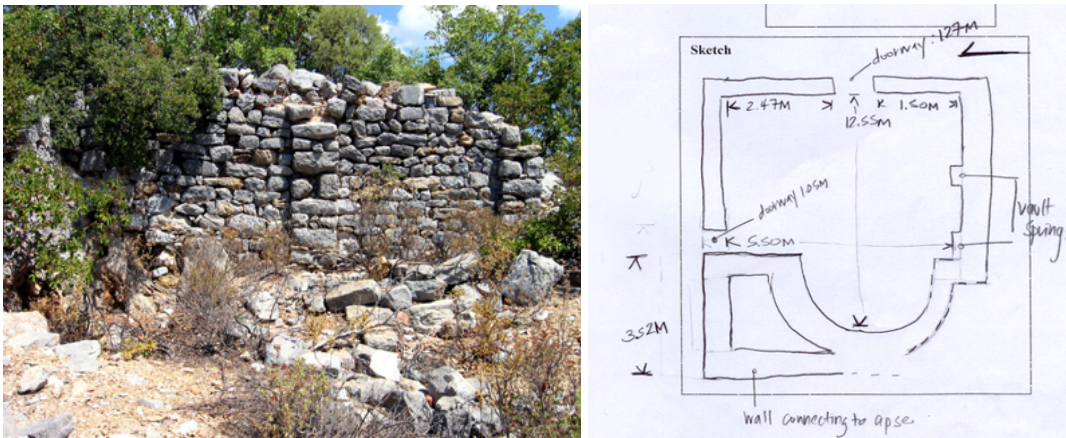 Sketch
doorway: 1.27M
2.47M
1.50M
12.55M
doorway 1.05M
5.50M
vault
spring
3.52M
wall connecting to apse